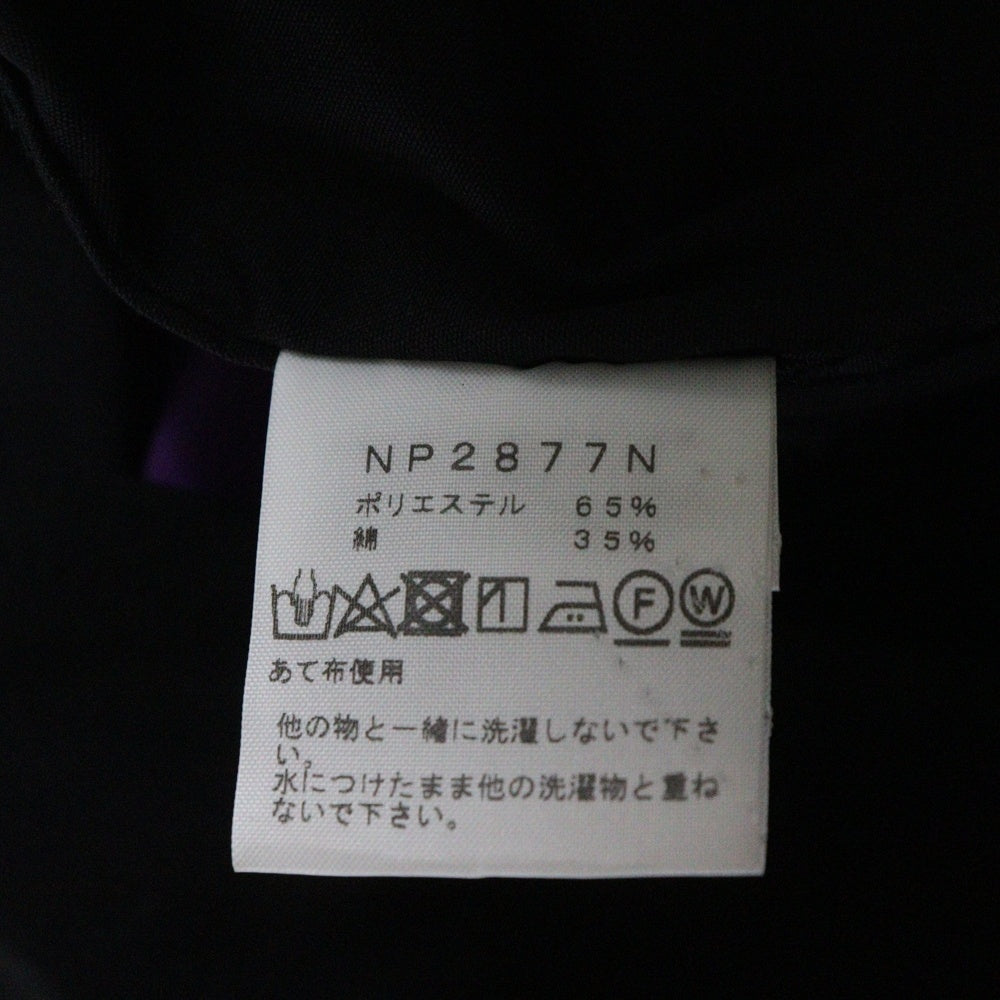 NP2877N
ポリエステル 65%
綿 35%
F W
あて布使用
他の物と一緒に洗濯しないで下さ
い。
水につけたまま他の洗濯物と重ね
ないで下さい。